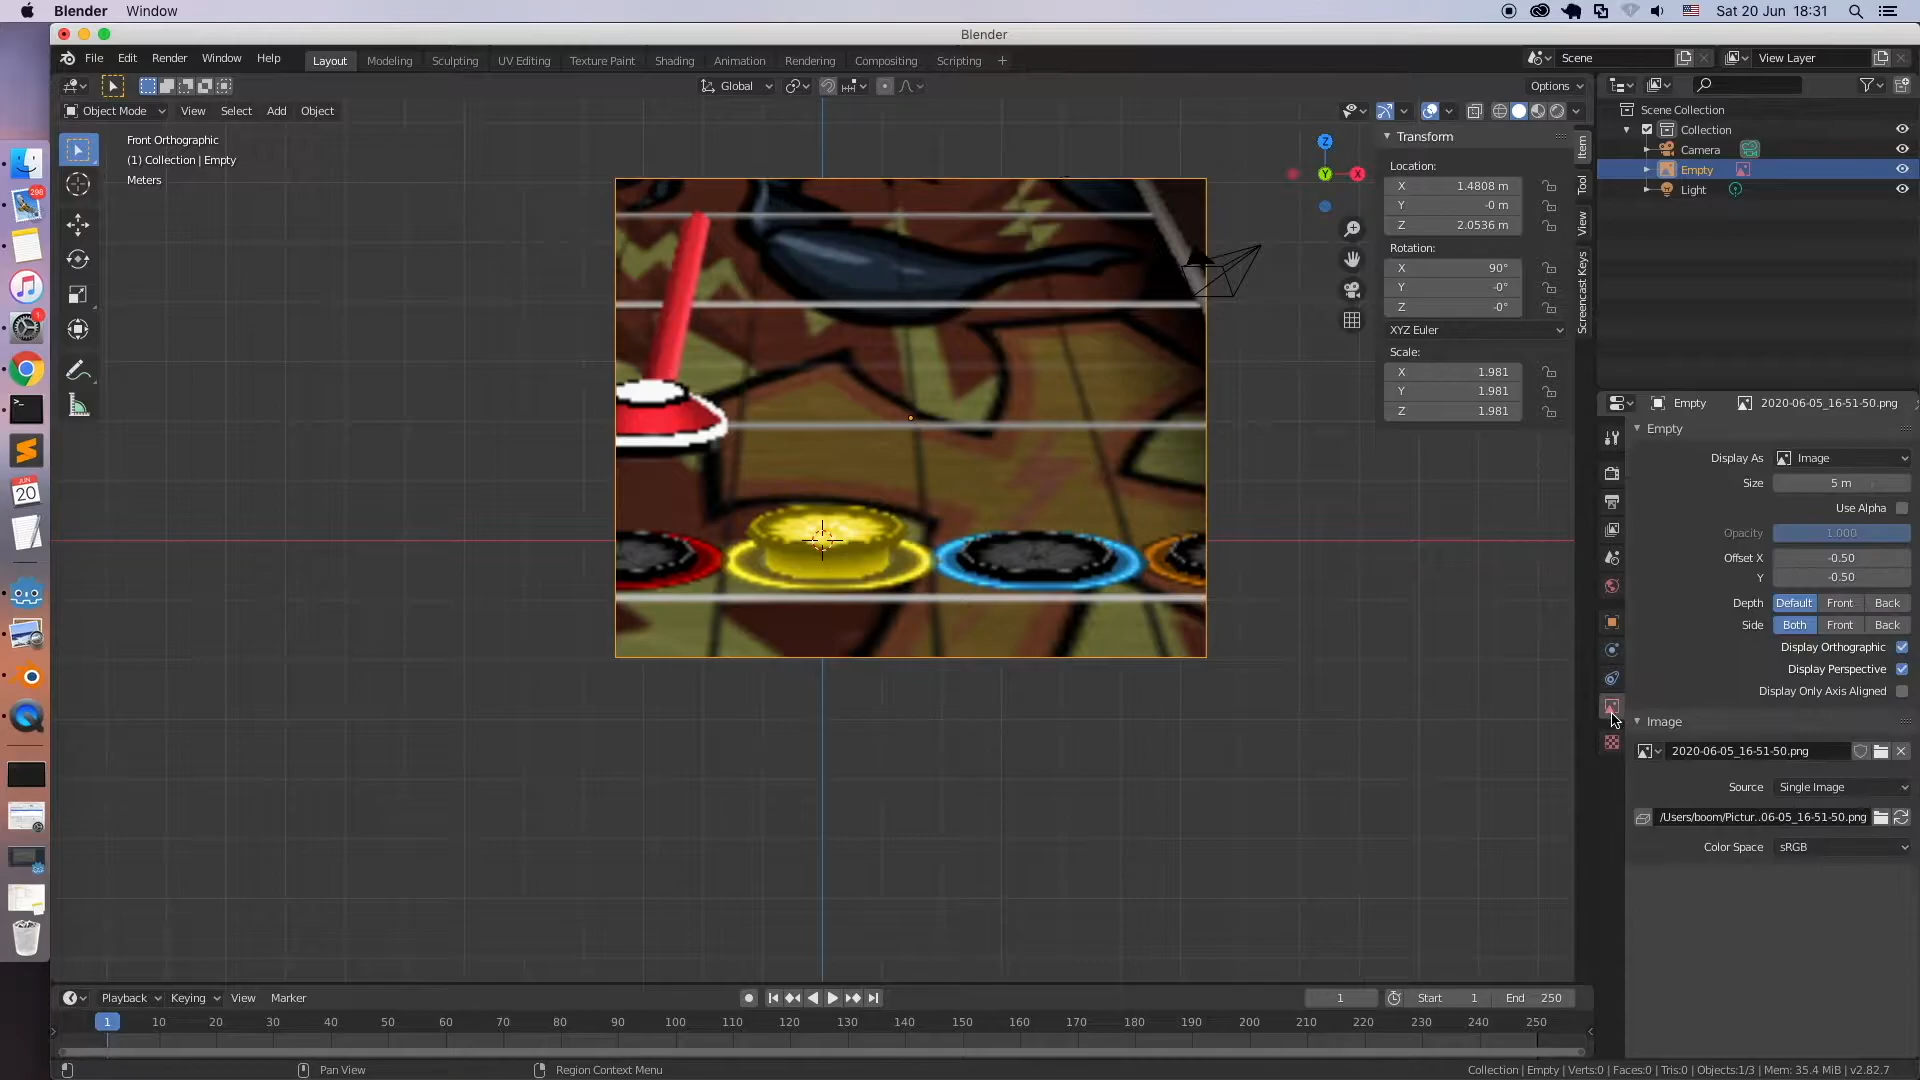 Blender Window Sat 20 Jun 18:31
Blender
File Edit Render Window Help Layout Modeling Sculpting UV Editing Texture Paint Shading Animation Rendering Compositing Scripting + Scene View Layer
Global Options
Object Mode View Select Add Object
Front Orthographic
(1) Collection | Empty
Meters
Z
Y
X
Transform
Location:
X 1.4808 m
Y -0 m
Z 2.0536 m
Rotation:
X 90°
Y -0°
Z -0°
XYZ Euler
Scale:
X 1.981
Y 1.981
Z 1.981
Item
Tool
View
Screencast Keys
Scene Collection
Collection
Camera
Empty
Light
Empty 2020-06-05_16-51-50.png
Empty
Display As Image
Size 5 m
Use Alpha
Opacity 1.000
Offset X -0.50
Y -0.50
Depth Default Front Back
Side Both Front Back
Display Orthographic
Display Perspective
Display Only Axis Aligned
Image
2020-06-05_16-51-50.png
Source Single Image
/Users/boom/Pictur..06-05_16-51-50.png
Color Space sRGB
298
1
JUN
20
Playback Keying View Marker 1 Start 1 End 250
1 10 20 30 40 50 60 70 80 90 100 110 120 130 140 150 160 170 180 190 200 210 220 230 240 250
Pan View Region Context Menu Collection | Empty | Verts:0 | Faces:0 | Tris:0 | Objects:1/3 | Mem: 35.4 MiB | v2.82.7